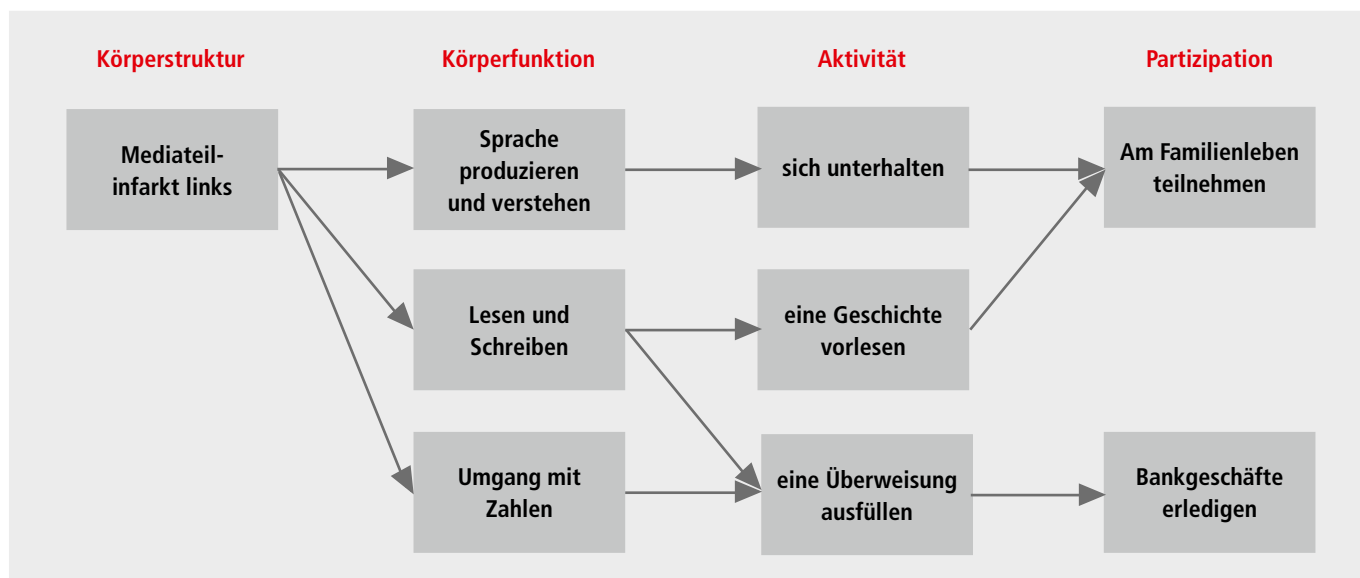 Körperstruktur
Körperfunktion
Aktivität
Partizipation
Mediateil-
infarkt links
Sprache
produzieren
und verstehen
sich unterhalten
Am Familienleben
teilnehmen
Lesen und
Schreiben
eine Geschichte
vorlesen
Umgang mit
Zahlen
eine Überweisung
ausfüllen
Bankgeschäfte
erledigen